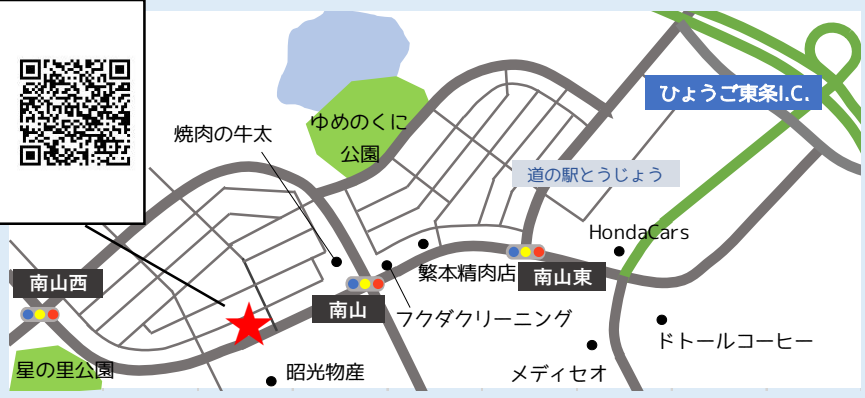 ひょうご東条I.C.
焼肉の牛太
ゆめのくに
公園
道の駅とうじょう
HondaCars
繁本精肉店
南山東
南山西
南山
フクダクリーニング
ドトールコーヒー
星の里公園
昭光物産
メディセオ